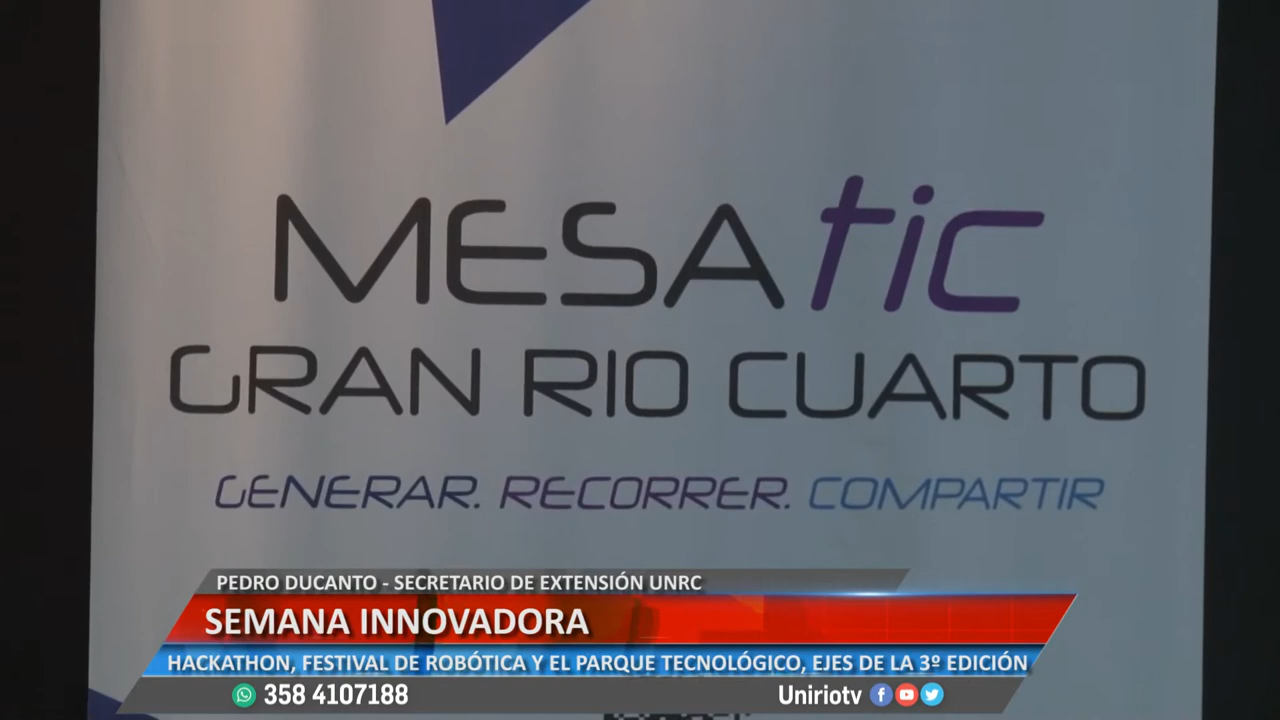 MESAtic
GRAN RIO CUARTO
GENERAR. RECORRER. COMPARTIR
PEDRO DUCANTO - SECRETARIO DE EXTENSIÓN UNRC
SEMANA INNOVADORA
HACKATHON, FESTIVAL DE ROBÓTICA Y EL PARQUE TECNOLÓGICO, EJES DE LA 3º EDICIÓN
358 4107188 Uniriotv